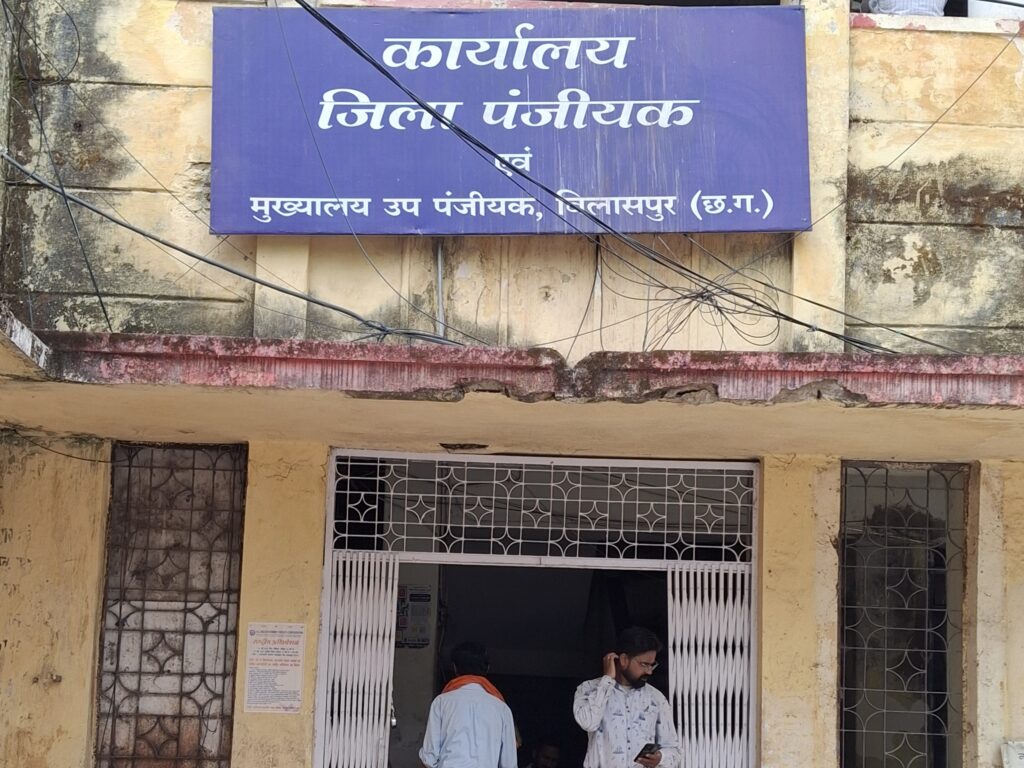 कार्यालय
जिला पंजीयक
एवं
मुख्यालय उप पंजीयक, बिलासपुर (छ.ग.)